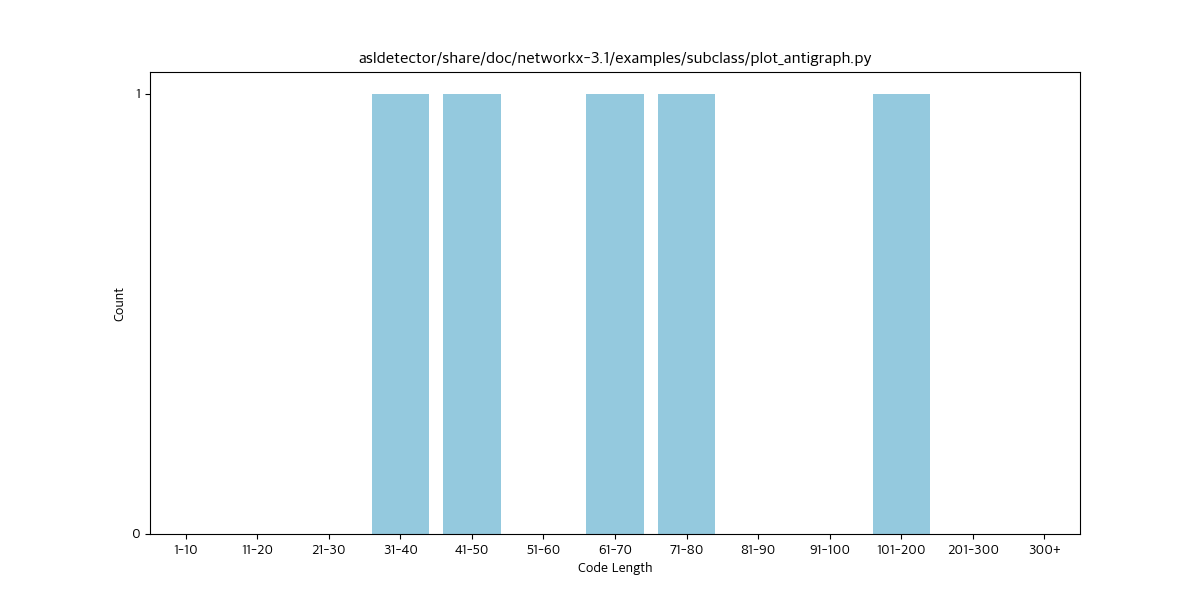 asldetector/share/doc/networkx-3.1/examples/subclass/plot_antigraph.py
1
Count
0
1-10 11-20 21-30 31-40 41-50 51-60 61-70 71-80 81-90 91-100 101-200 201-300 300+
Code Length